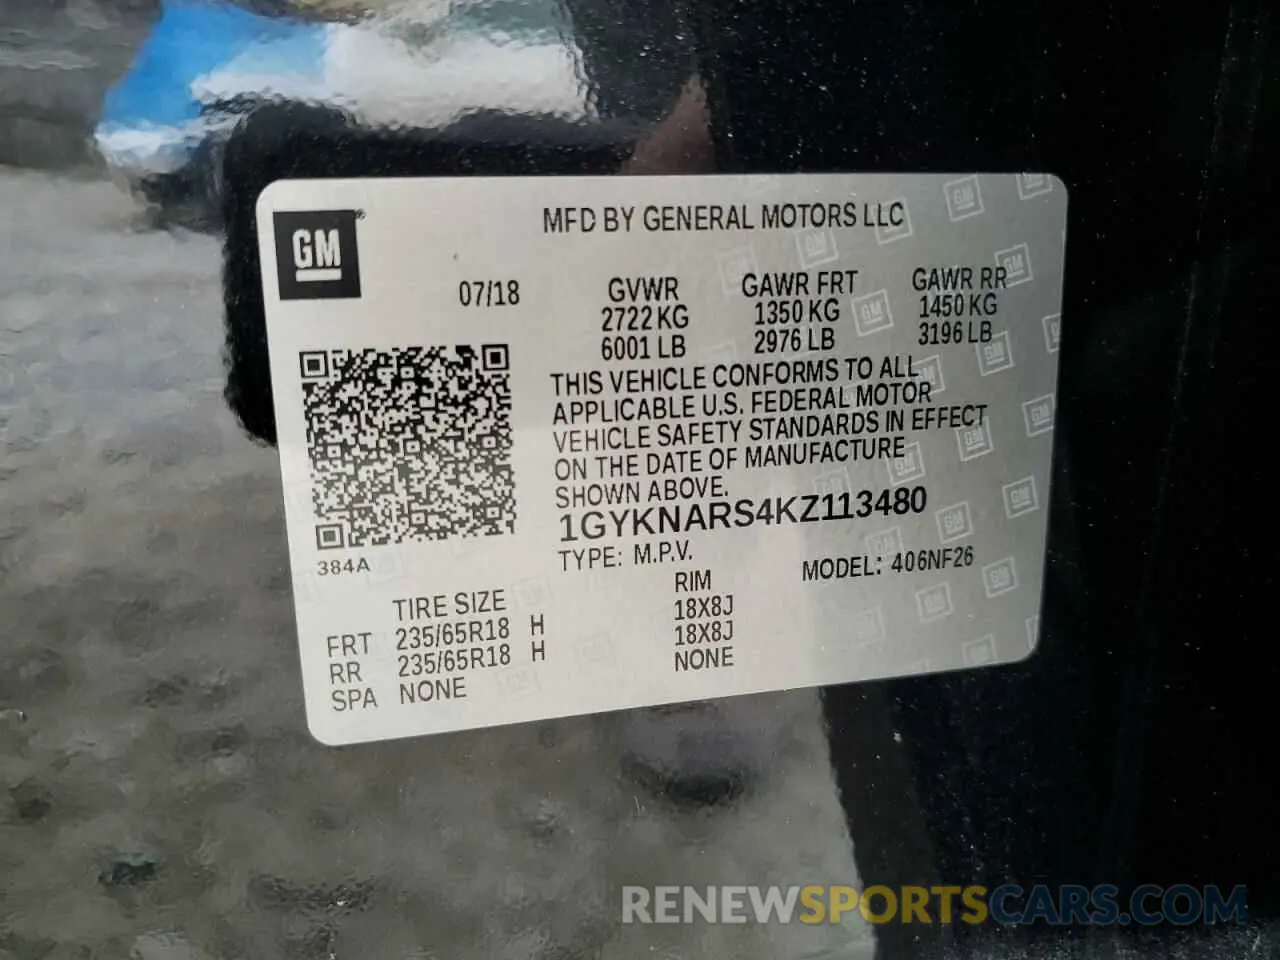 GM®
MFD BY GENERAL MOTORS LLC
07/18
GVWR GAWR FRT GAWR RR
2722 KG 1350 KG 1450 KG
6001 LB 2976 LB 3196 LB
THIS VEHICLE CONFORMS TO ALL
APPLICABLE U.S. FEDERAL MOTOR
VEHICLE SAFETY STANDARDS IN EFFECT
ON THE DATE OF MANUFACTURE
SHOWN ABOVE.
1GYKNARS4KZ113480
384A
TYPE: M.P.V. MODEL: 406NF26
TIRE SIZE RIM
FRT 235/65R18 H 18X8J
RR 235/65R18 H 18X8J
SPA NONE NONE
RENEWSPORTSCARS.COM